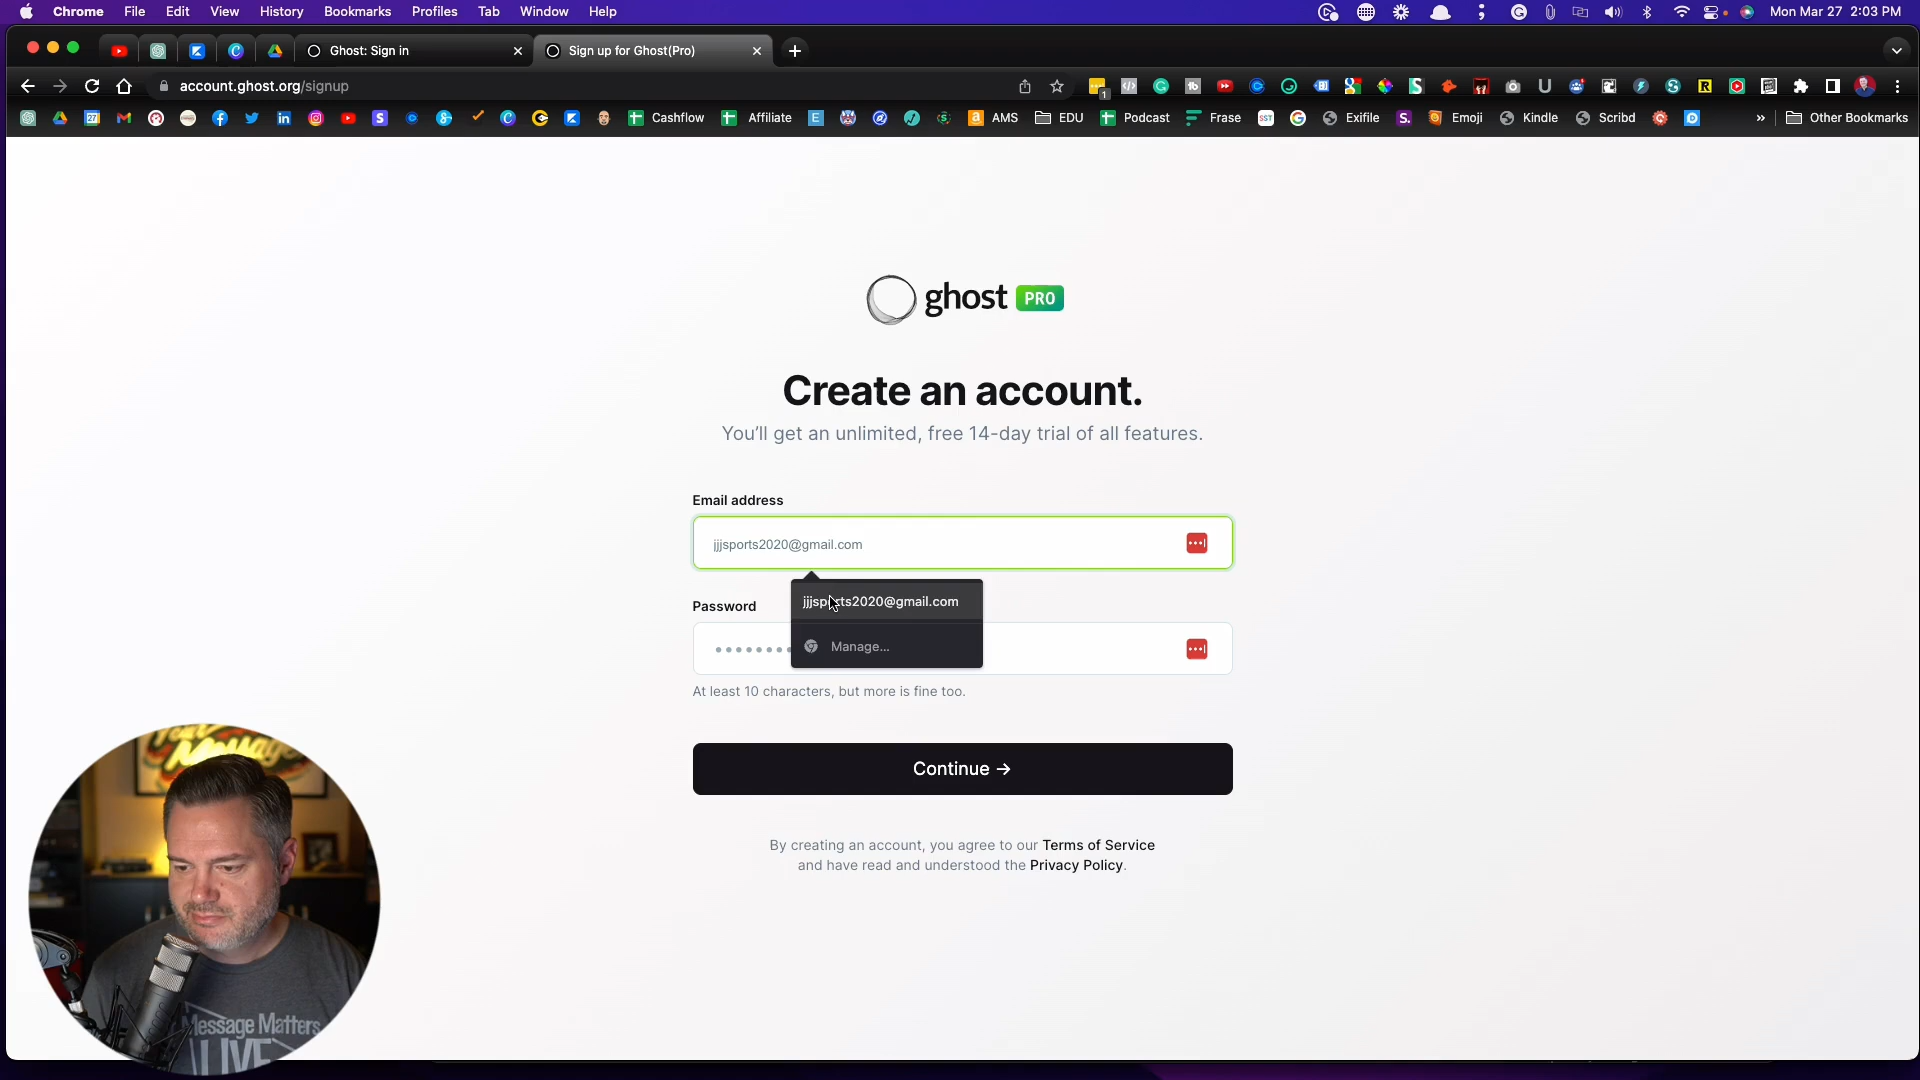 Chrome File Edit View History Bookmarks Profiles Tab Window Help Mon Mar 27 2:03 PM
Ghost: Sign in Sign up for Ghost(Pro)
account.ghost.org/signup
Cashflow Affiliate AMS EDU Podcast Frase Exifile Emoji Kindle Scribd » Other Bookmarks
ghost PRO
Create an account.
You'll get an unlimited, free 14-day trial of all features.
Email address
jjjsports2020@gmail.com
jjjsports2020@gmail.com
Password
Manage...
At least 10 characters, but more is fine too.
Continue →
By creating an account, you agree to our Terms of Service
and have read and understood the Privacy Policy.
Message
Message Matters
LIVE